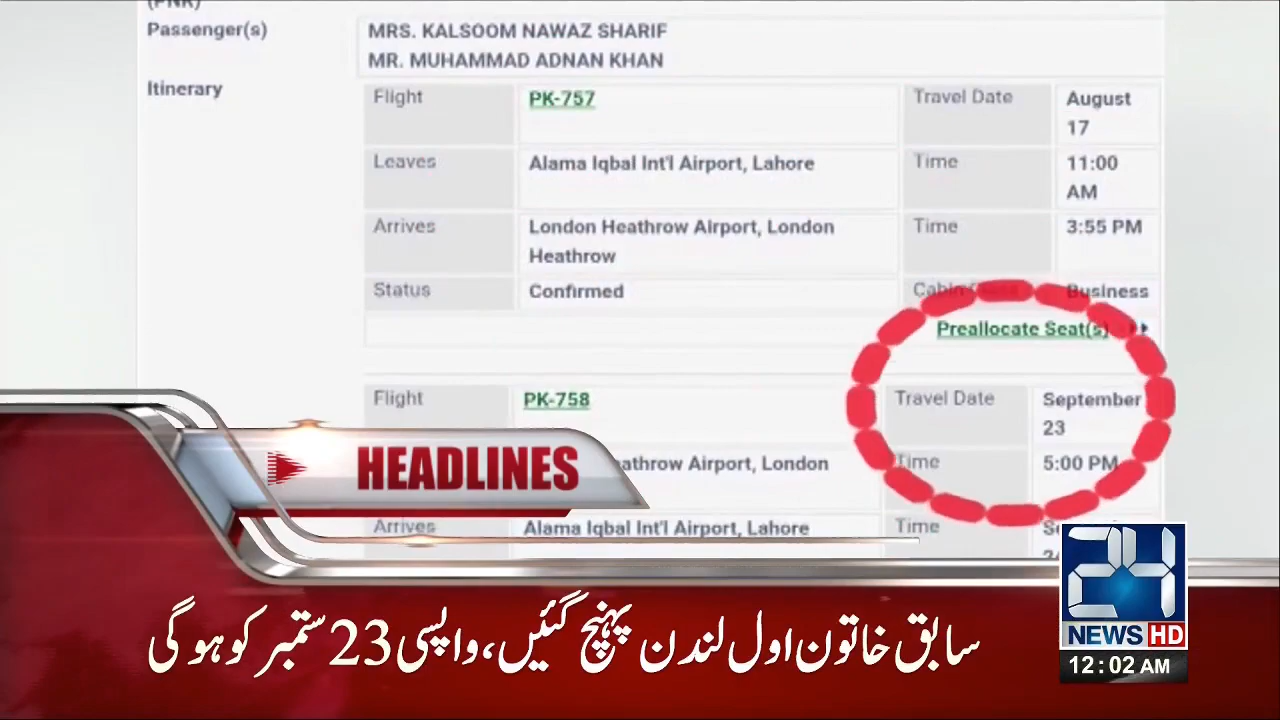 (PNR)
Passenger(s) MRS. KALSOOM NAWAZ SHARIF
MR. MUHAMMAD ADNAN KHAN
Itinerary Flight PK-757 Travel Date August
17
Leaves Alama Iqbal Int'l Airport, Lahore Time 11:00
AM
Arrives London Heathrow Airport, London Time 3:55 PM
Heathrow
Status Confirmed Cabin Business
Preallocate Seat(s)
Flight PK-758 Travel Date September
23
athrow Airport, London Time 5:00 PM
Arrives Alama Iqbal Int'l Airport, Lahore Time
HEADLINES
سابق خاتون اول لندن پہنچ گئیں، واپسی 23 ستمبر کو ہو گی
24
NEWS HD
12:02 AM